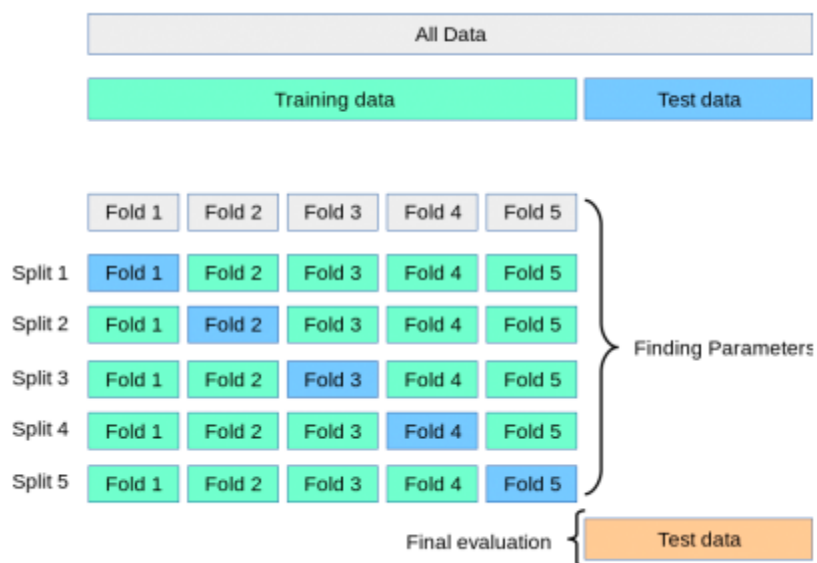 All Data
Training data Test data
Fold 1 Fold 2 Fold 3 Fold 4 Fold 5
Split 1 Fold 1 Fold 2 Fold 3 Fold 4 Fold 5
Split 2 Fold 1 Fold 2 Fold 3 Fold 4 Fold 5
Finding Parameters
Split 3 Fold 1 Fold 2 Fold 3 Fold 4 Fold 5
Split 4 Fold 1 Fold 2 Fold 3 Fold 4 Fold 5
Split 5 Fold 1 Fold 2 Fold 3 Fold 4 Fold 5
Final evaluation Test data